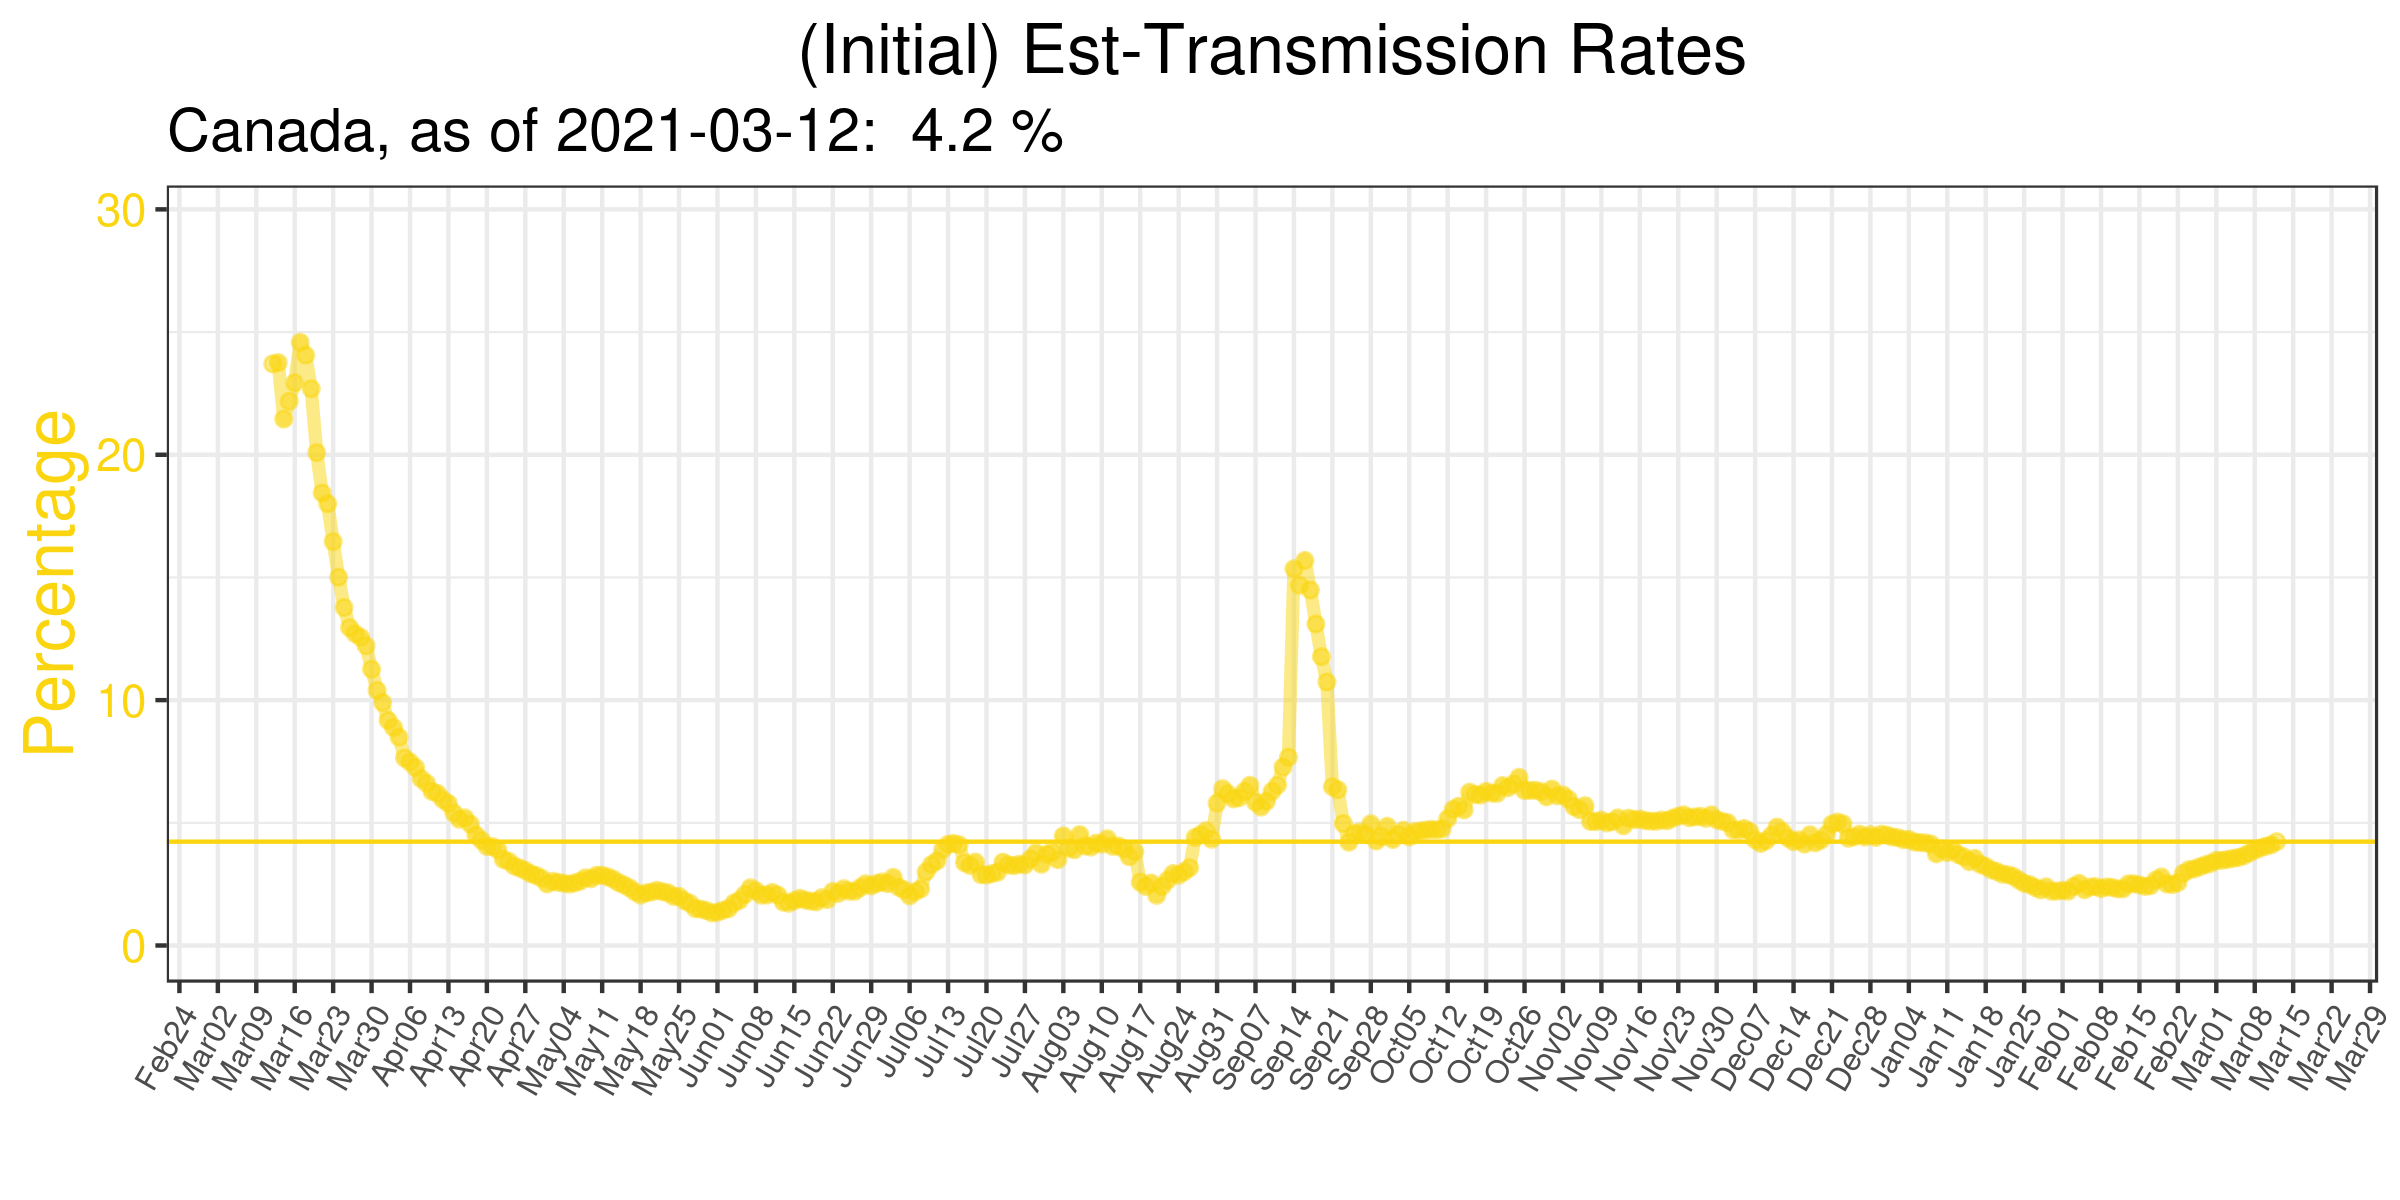 (Initial) Est-Transmission Rates
Canada, as of 2021-03-12: 4.2 %
Percentage
30
20
10
0
Feb24
Mar02
Mar09
Mar16
Mar23
Mar30
Apr06
Apr13
Apr20
Apr27
May04
May11
May18
May25
Jun01
Jun08
Jun15
Jun22
Jun29
Jul06
Jul13
Jul20
Jul27
Aug03
Aug10
Aug17
Aug24
Aug31
Sep07
Sep14
Sep21
Sep28
Oct05
Oct12
Oct19
Oct26
Nov02
Nov09
Nov16
Nov23
Nov30
Dec07
Dec14
Dec21
Dec28
Jan04
Jan11
Jan18
Jan25
Feb01
Feb08
Feb15
Feb22
Mar01
Mar08
Mar15
Mar22
Mar29